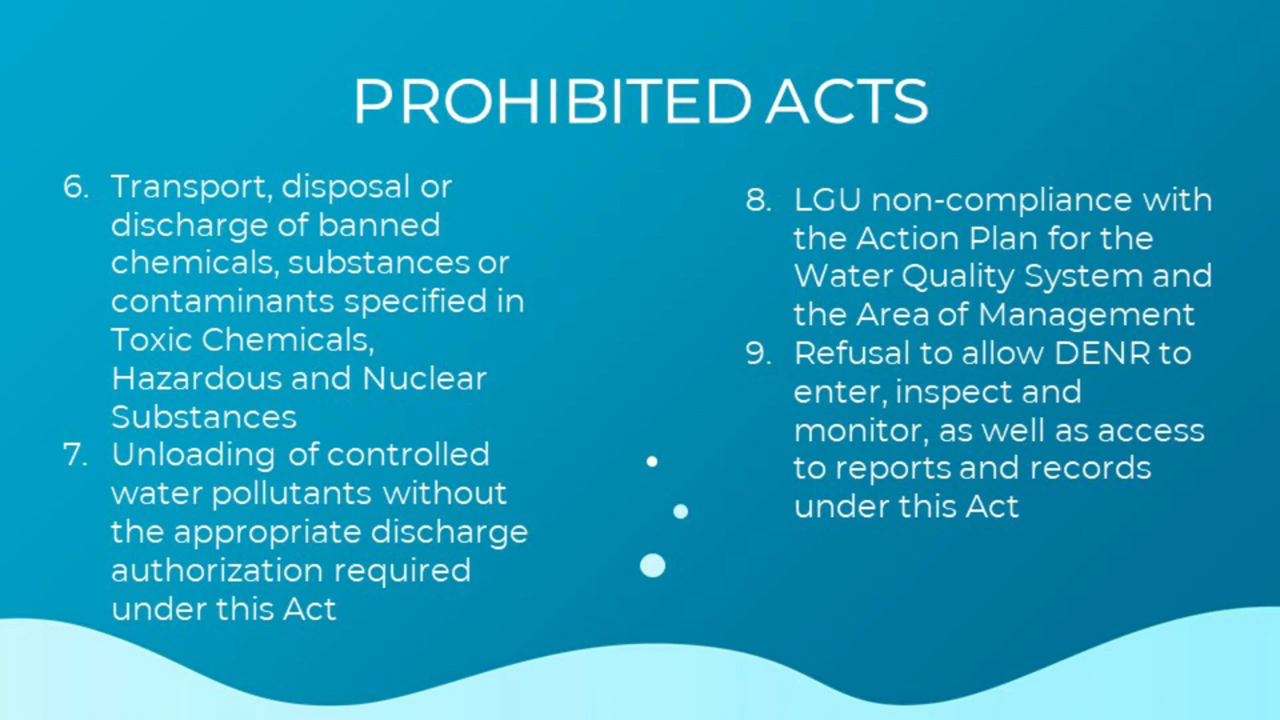 PROHIBITED ACTS
6. Transport, disposal or
discharge of banned
chemicals, substances or
contaminants specified in
Toxic Chemicals,
Hazardous and Nuclear
Substances
7. Unloading of controlled
water pollutants without
the appropriate discharge
authorization required
under this Act
8. LGU non-compliance with
the Action Plan for the
Water Quality System and
the Area of Management
9. Refusal to allow DENR to
enter, inspect and
monitor, as well as access
to reports and records
under this Act